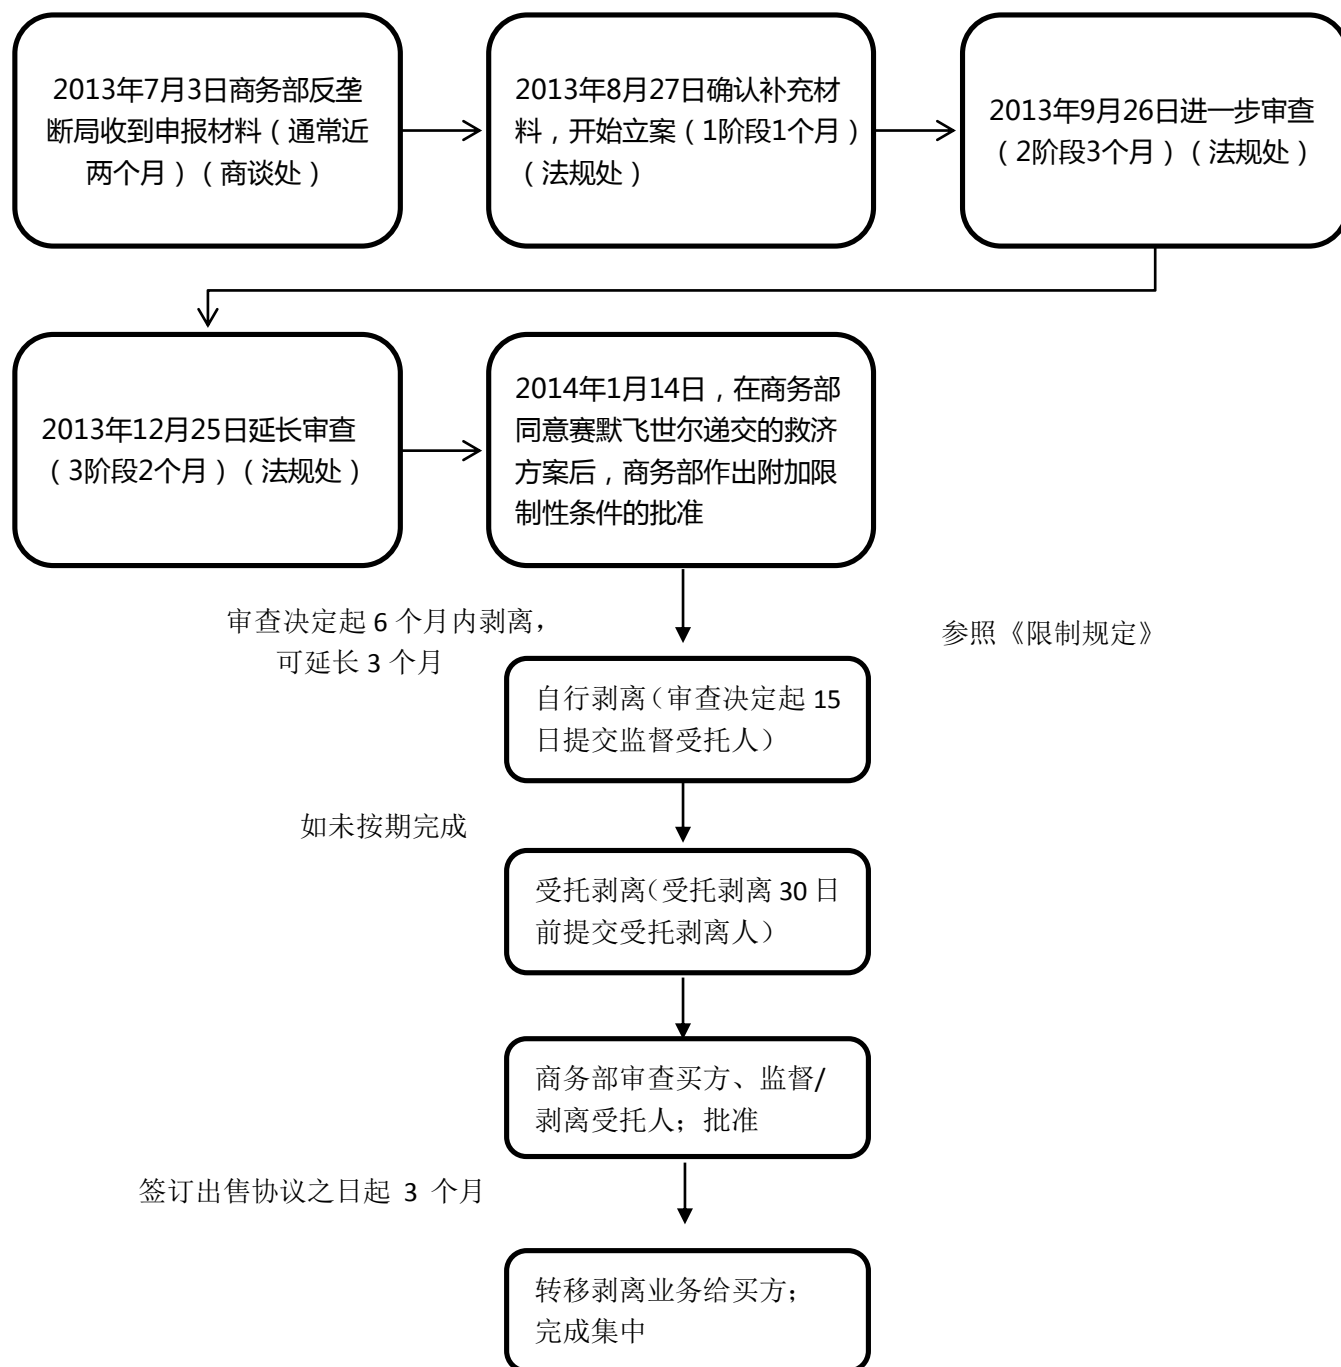 2013年7月3日商务部反垄
断局收到申报材料（通常近
两个月）（商谈处）
2013年8月27日确认补充材
料，开始立案（1阶段1个月）
（法规处）
2013年9月26日进一步审查
（2阶段3个月）（法规处）
2013年12月25日延长审查
（3阶段2个月）（法规处）
2014年1月14日，在商务部
同意赛默飞世尔递交的救济
方案后，商务部作出附加限
制性条件的批准
审查决定起 6 个月内剥离，
可延长 3 个月
参照《限制规定》
自行剥离（审查决定起 15
日提交监督受托人）
如未按期完成
受托剥离(受托剥离 30 日
前提交受托剥离人）
商务部审查买方、监督/
剥离受托人；批准
签订出售协议之日起 3 个月
转移剥离业务给买方；
完成集中